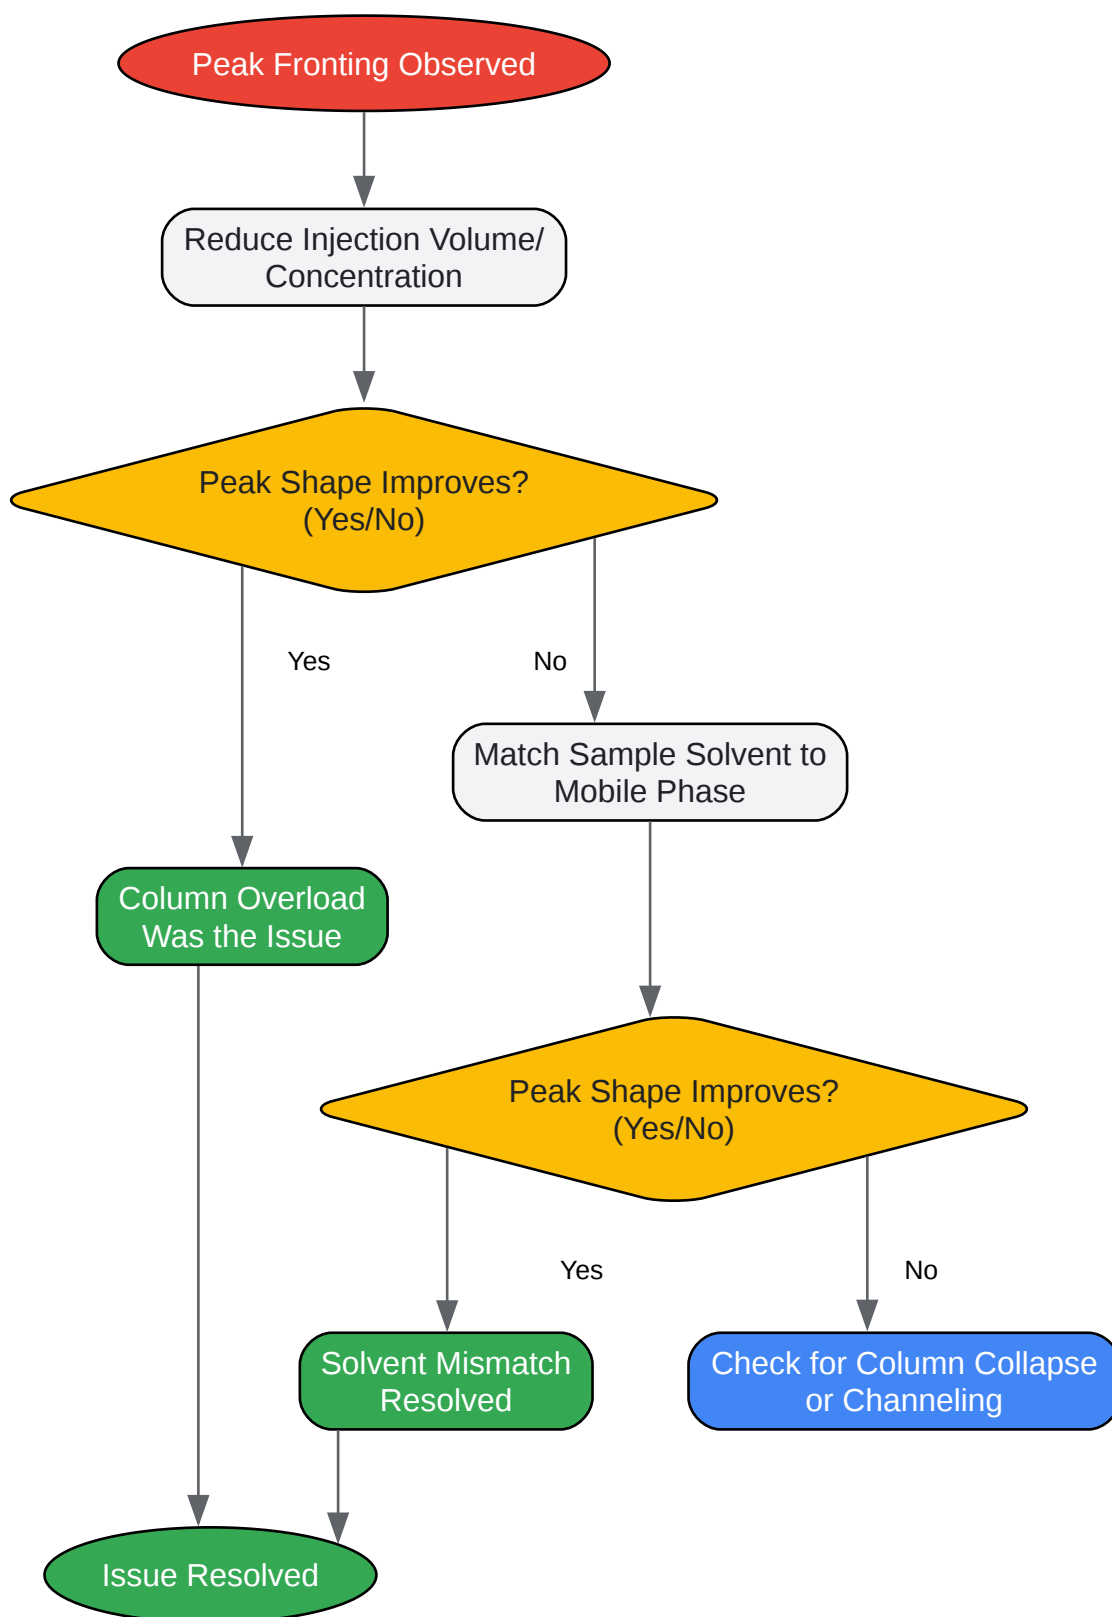 Peak Fronting Observed
Reduce Injection Volume/
Concentration
Peak Shape Improves?
(Yes/No)
Yes
No
Match Sample Solvent to
Mobile Phase
Column Overload
Was the Issue
Peak Shape Improves?
(Yes/No)
Yes
No
Solvent Mismatch
Resolved
Check for Column Collapse
or Channeling
Issue Resolved